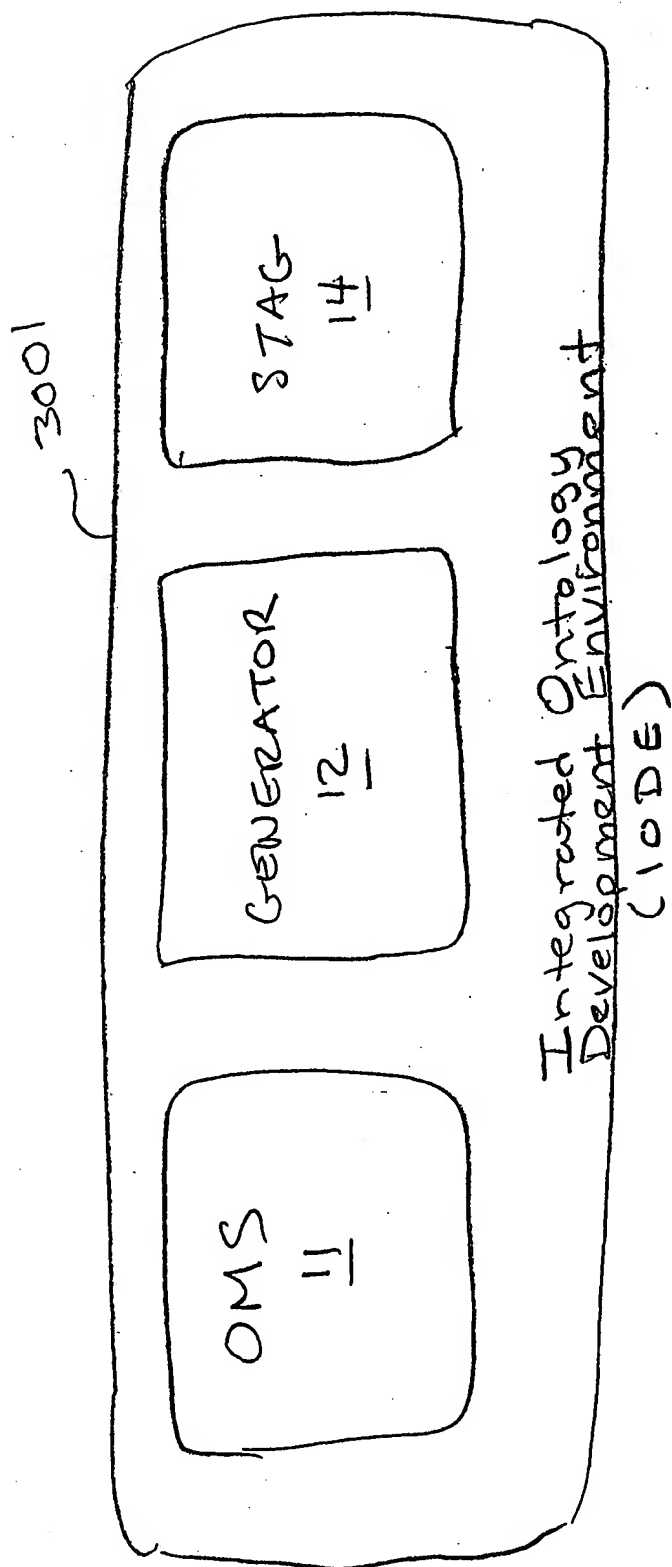 3001
OMS
11
GENERATOR
12
STAG
14
Integrated Ontology
Development Environment
(IODE)